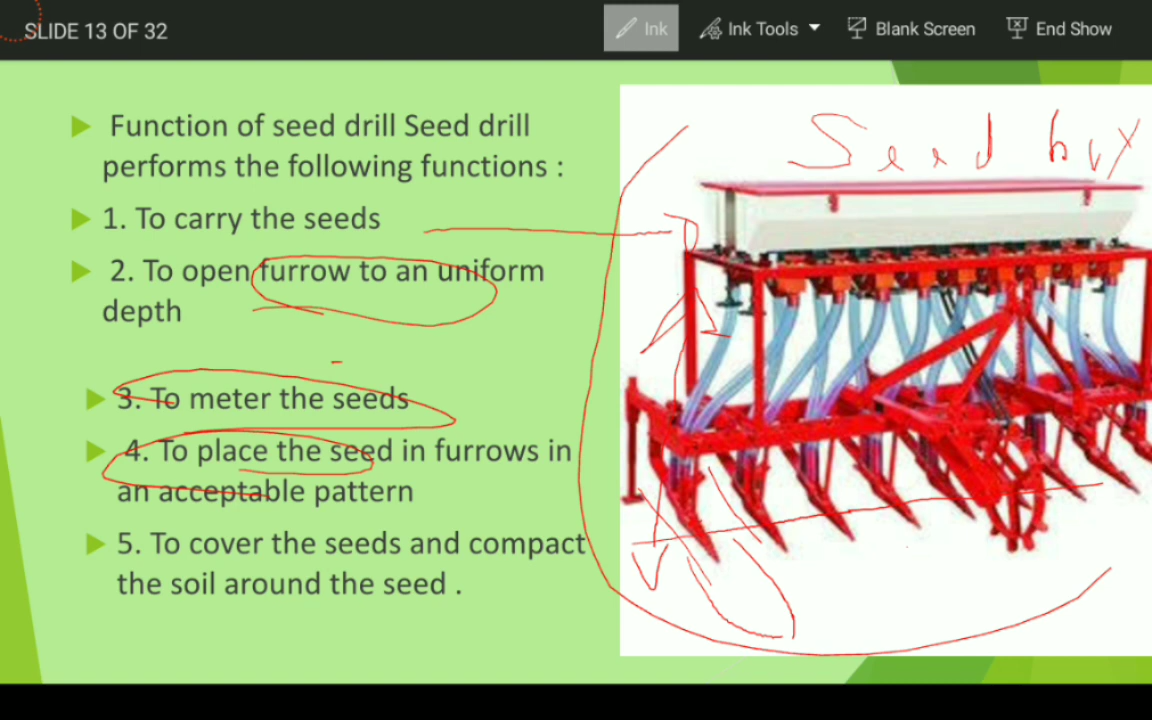 SLIDE 13 OF 32
Ink
Ink Tools
Blank Screen
End Show
Function of seed drill Seed drill
performs the following functions :
1. To carry the seeds
2. To open furrow to an uniform
depth
3. To meter the seeds
4. To place the seed in furrows in
an acceptable pattern
5. To cover the seeds and compact
the soil around the seed .
Seed box